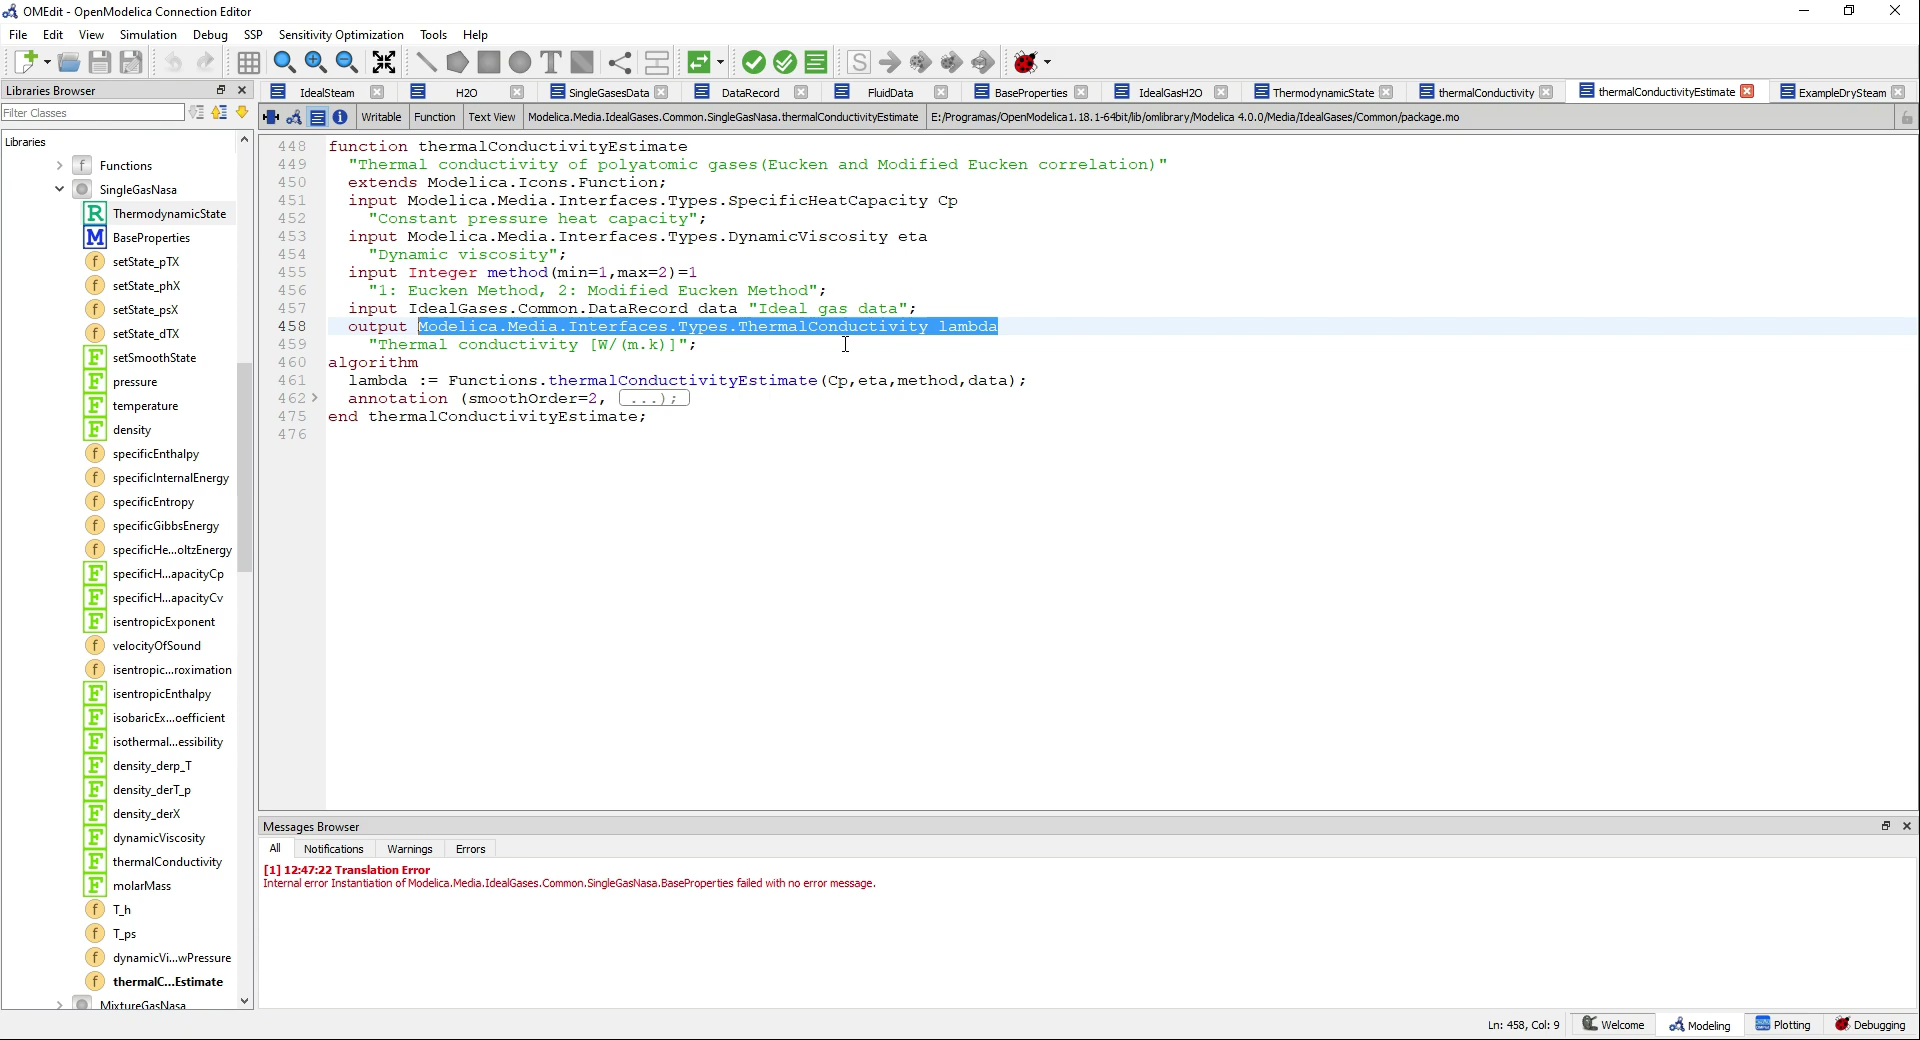 OMEdit - OpenModelica Connection Editor
File Edit View Simulation Debug SSP Sensitivity Optimization Tools Help
Libraries Browser
IdealSteam H2O SingleGasesData DataRecord FluidData BaseProperties IdealGasH2O ThermodynamicState thermalConductivity thermalConductivityEstimate ExampleDrySteam
Filter Classes
Writable Function Text View Modelica.Media.IdealGases.Common.SingleGasNasa.thermalConductivityEstimate E:/Programas/OpenModelica1.18.1-64bit/lib/omlibrary/Modelica 4.0.0/Media/IdealGases/Common/package.mo
Libraries
Functions
SingleGasNasa
ThermodynamicState
BaseProperties
setState_pTX
setState_phX
setState_psX
setState_dTX
setSmoothState
pressure
temperature
density
specificEnthalpy
specificInternalEnergy
specificEntropy
specificGibbsEnergy
specificHe...oltzEnergy
specificH...apacityCp
specificH...apacityCv
isentropicExponent
velocityOfSound
isentropic...roximation
isentropicEnthalpy
isobaricEx...oefficient
isothermal...essibility
density_derp_T
density_derT_p
density_derX
dynamicViscosity
thermalConductivity
molarMass
T_h
T_ps
dynamicVi...wPressure
thermalC...Estimate
MixtureGasNasa
448 function thermalConductivityEstimate
449 "Thermal conductivity of polyatomic gases(Eucken and Modified Eucken correlation)"
450 extends Modelica.Icons.Function;
451 input Modelica.Media.Interfaces.Types.SpecificHeatCapacity Cp
452 "Constant pressure heat capacity";
453 input Modelica.Media.Interfaces.Types.DynamicViscosity eta
454 "Dynamic viscosity";
455 input Integer method(min=1,max=2)=1
456 "1: Eucken Method, 2: Modified Eucken Method";
457 input IdealGases.Common.DataRecord data "Ideal gas data";
458 output Modelica.Media.Interfaces.Types.ThermalConductivity lambda
459 "Thermal conductivity [W/(m.k)]";
460 algorithm
461 lambda := Functions.thermalConductivityEstimate(Cp,eta,method,data);
462 annotation (smoothOrder=2, ...);
475 end thermalConductivityEstimate;
476
Messages Browser
All Notifications Warnings Errors
[1] 12:47:22 Translation Error
Internal error Instantiation of Modelica.Media.IdealGases.Common.SingleGasNasa.BaseProperties failed with no error message.
Ln: 458, Col: 9 Welcome Modeling Plotting Debugging